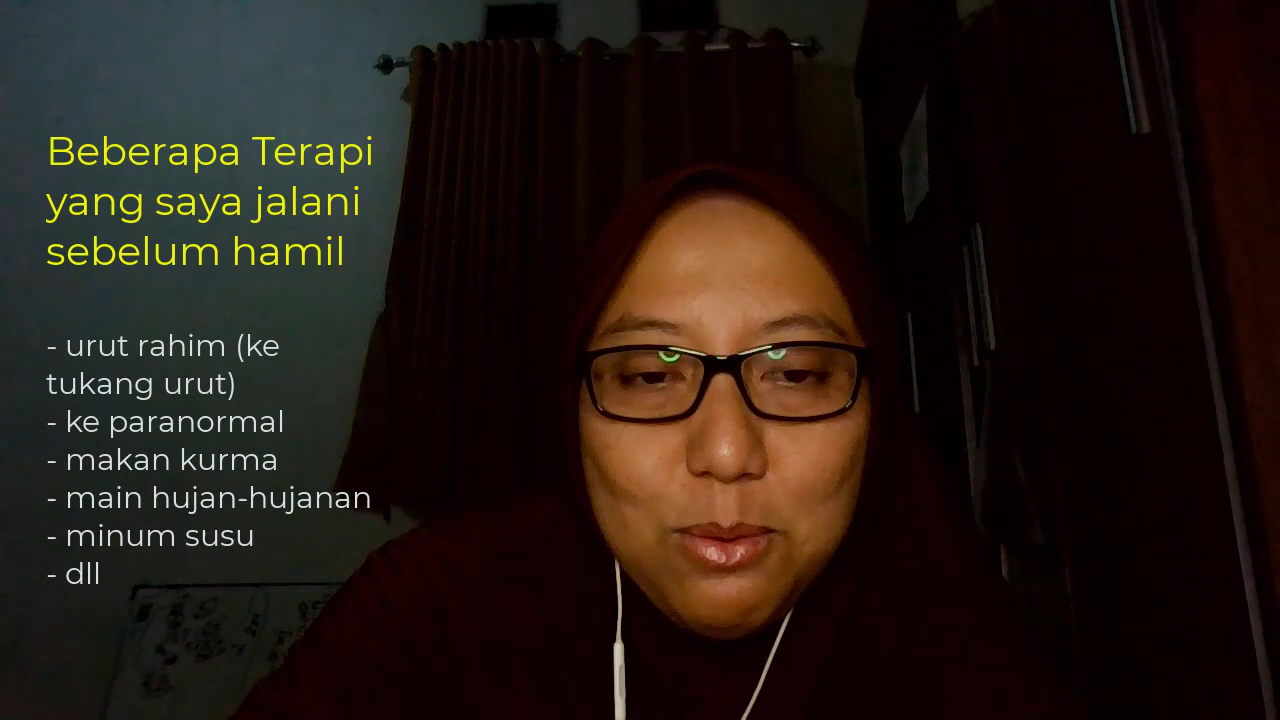 Beberapa Terapi
yang saya jalani
sebelum hamil
- urut rahim (ke
tukang urut)
- ke paranormal
- makan kurma
- main hujan-hujanan
- minum susu
- dll